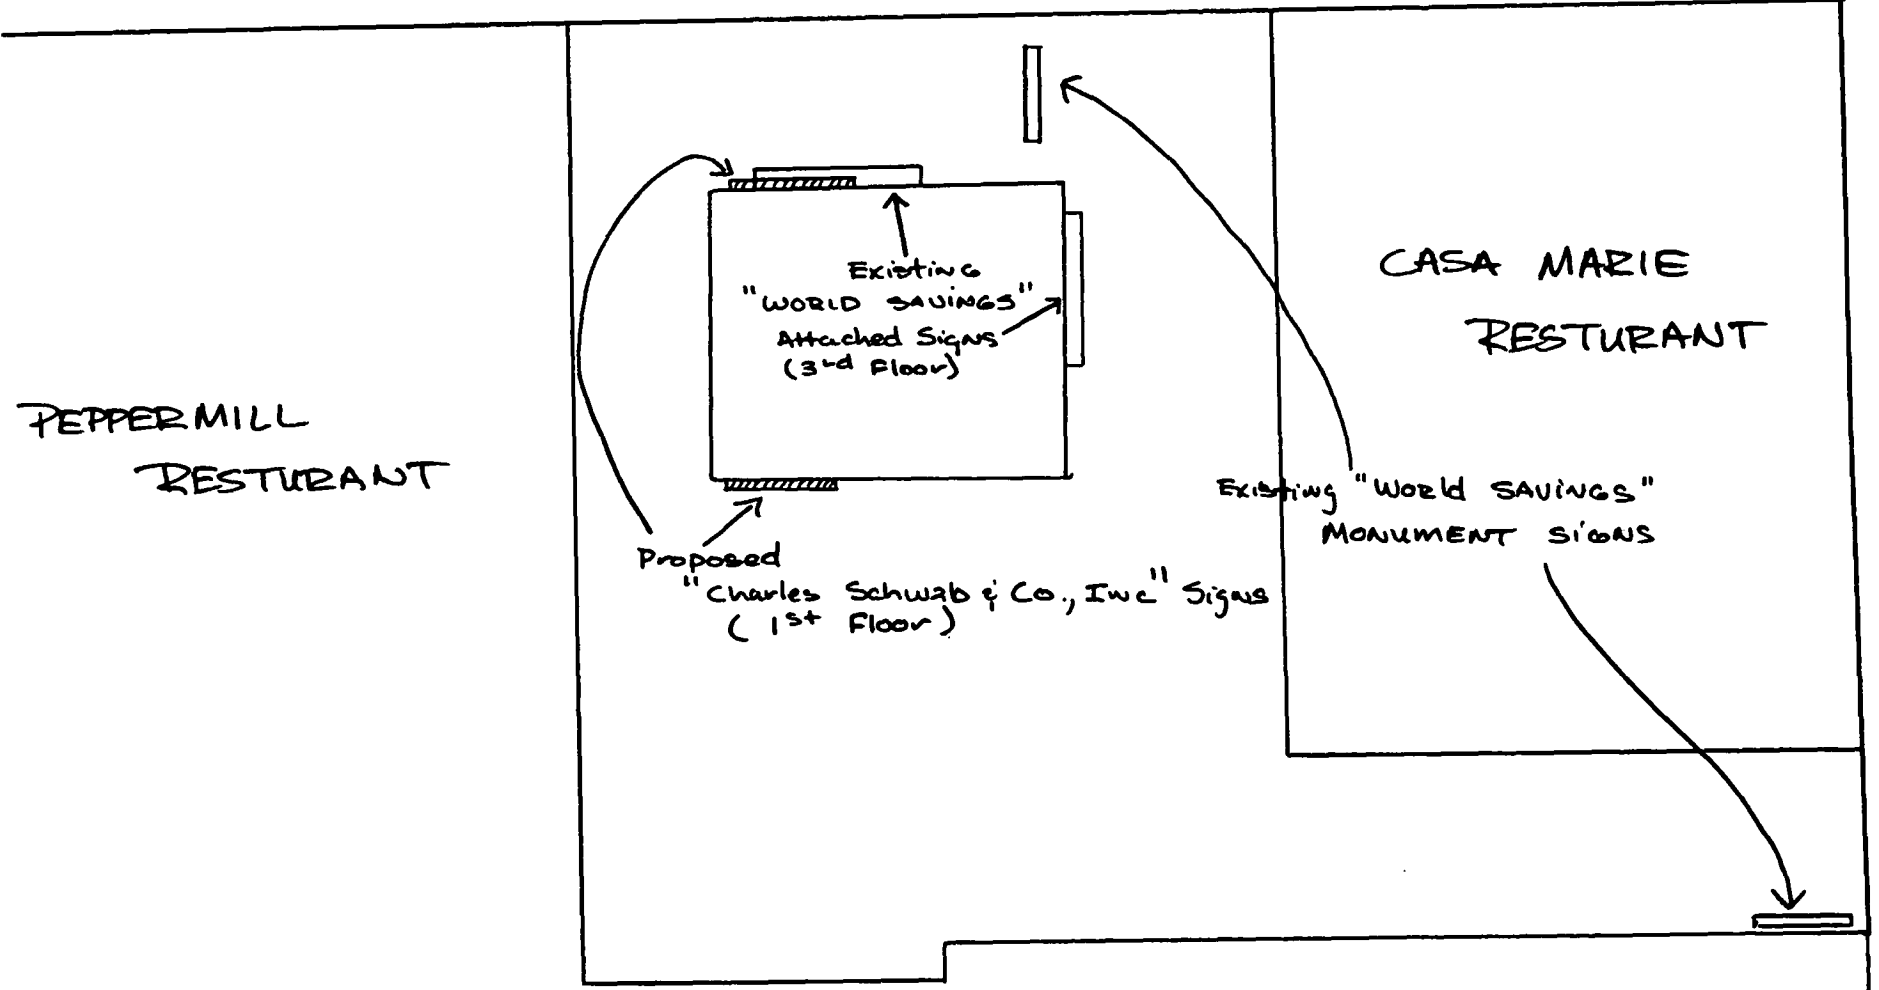 Existing
"WORLD SAVINGS"
Attached Signs
(3rd Floor)
CASA MARIE
RESTURANT
PEPPERMILL
RESTURANT
Existing "World SAVINGS"
MONUMENT SIGNS
Proposed
"Charles Schwab & Co., Inc" Signs
(1st Floor)